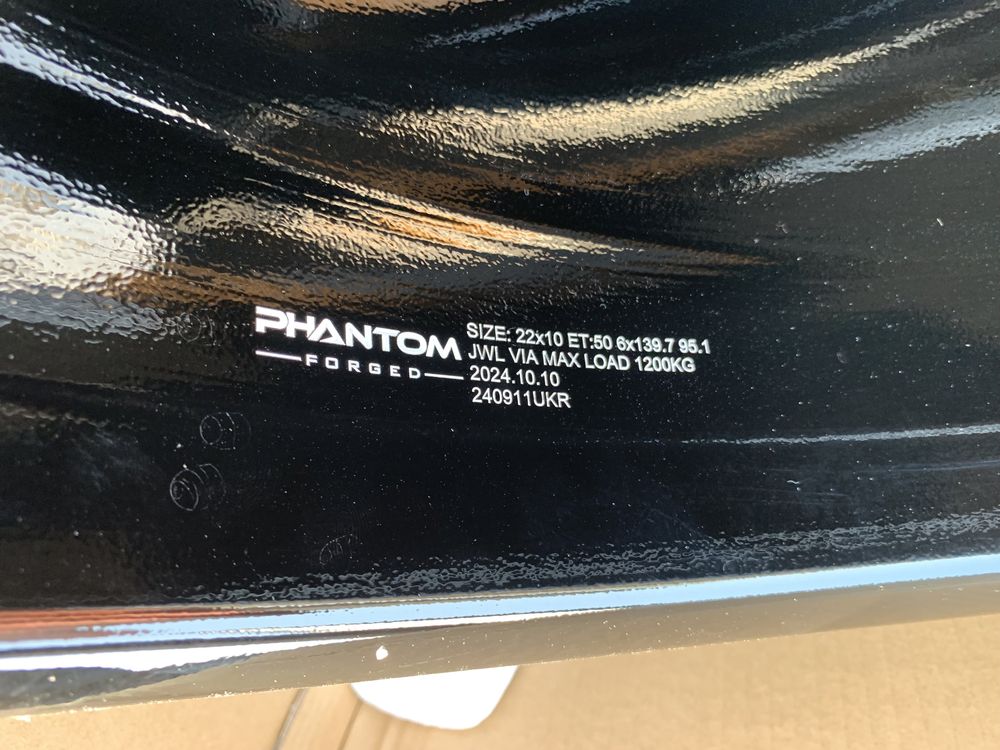 PHANTOM
FORGED
SIZE: 22x10 ET:50 6x139.7 95.1
JWL VIA MAX LOAD 1200KG
2024.10.10
240911UKR